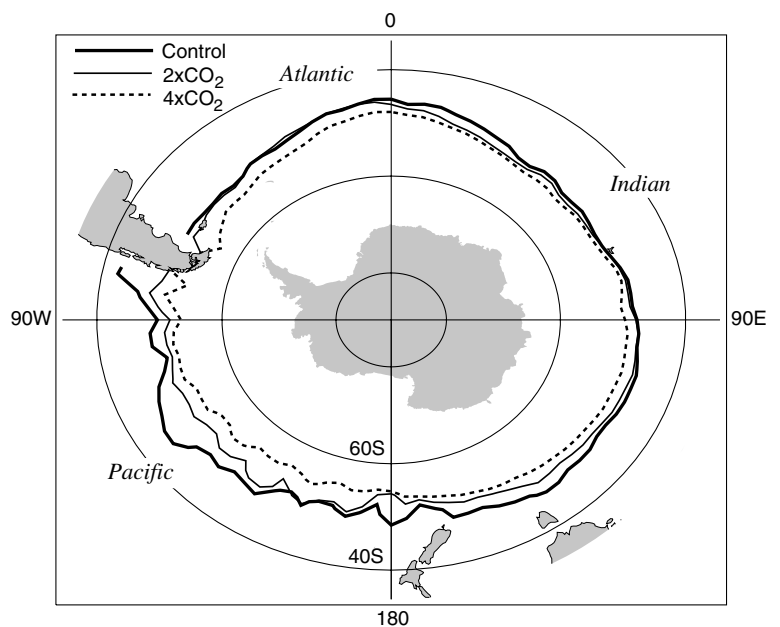 0
Control
2xCO₂
4xCO₂
Atlantic
Indian
90W
90E
60S
Pacific
40S
180